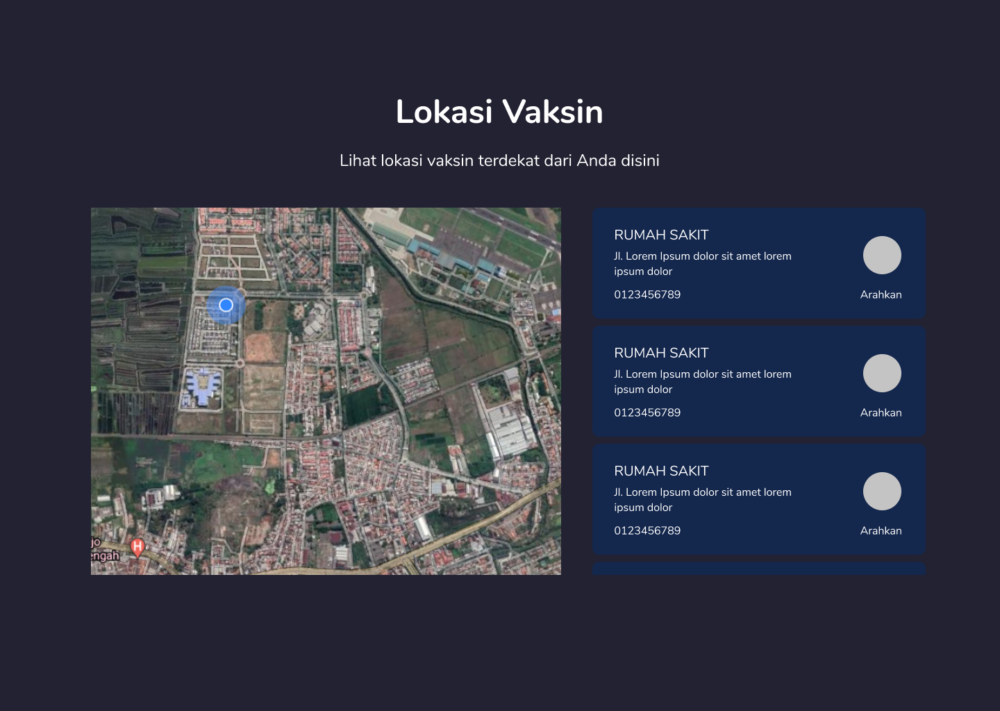 Lokasi Vaksin
Lihat lokasi vaksin terdekat dari Anda disini
RUMAH SAKIT
Jl. Lorem Ipsum dolor sit amet lorem
ipsum dolor
0123456789
Arahkan
RUMAH SAKIT
Jl. Lorem Ipsum dolor sit amet lorem
ipsum dolor
0123456789
Arahkan
RUMAH SAKIT
Jl. Lorem Ipsum dolor sit amet lorem
ipsum dolor
0123456789
Arahkan
jo
engah
H